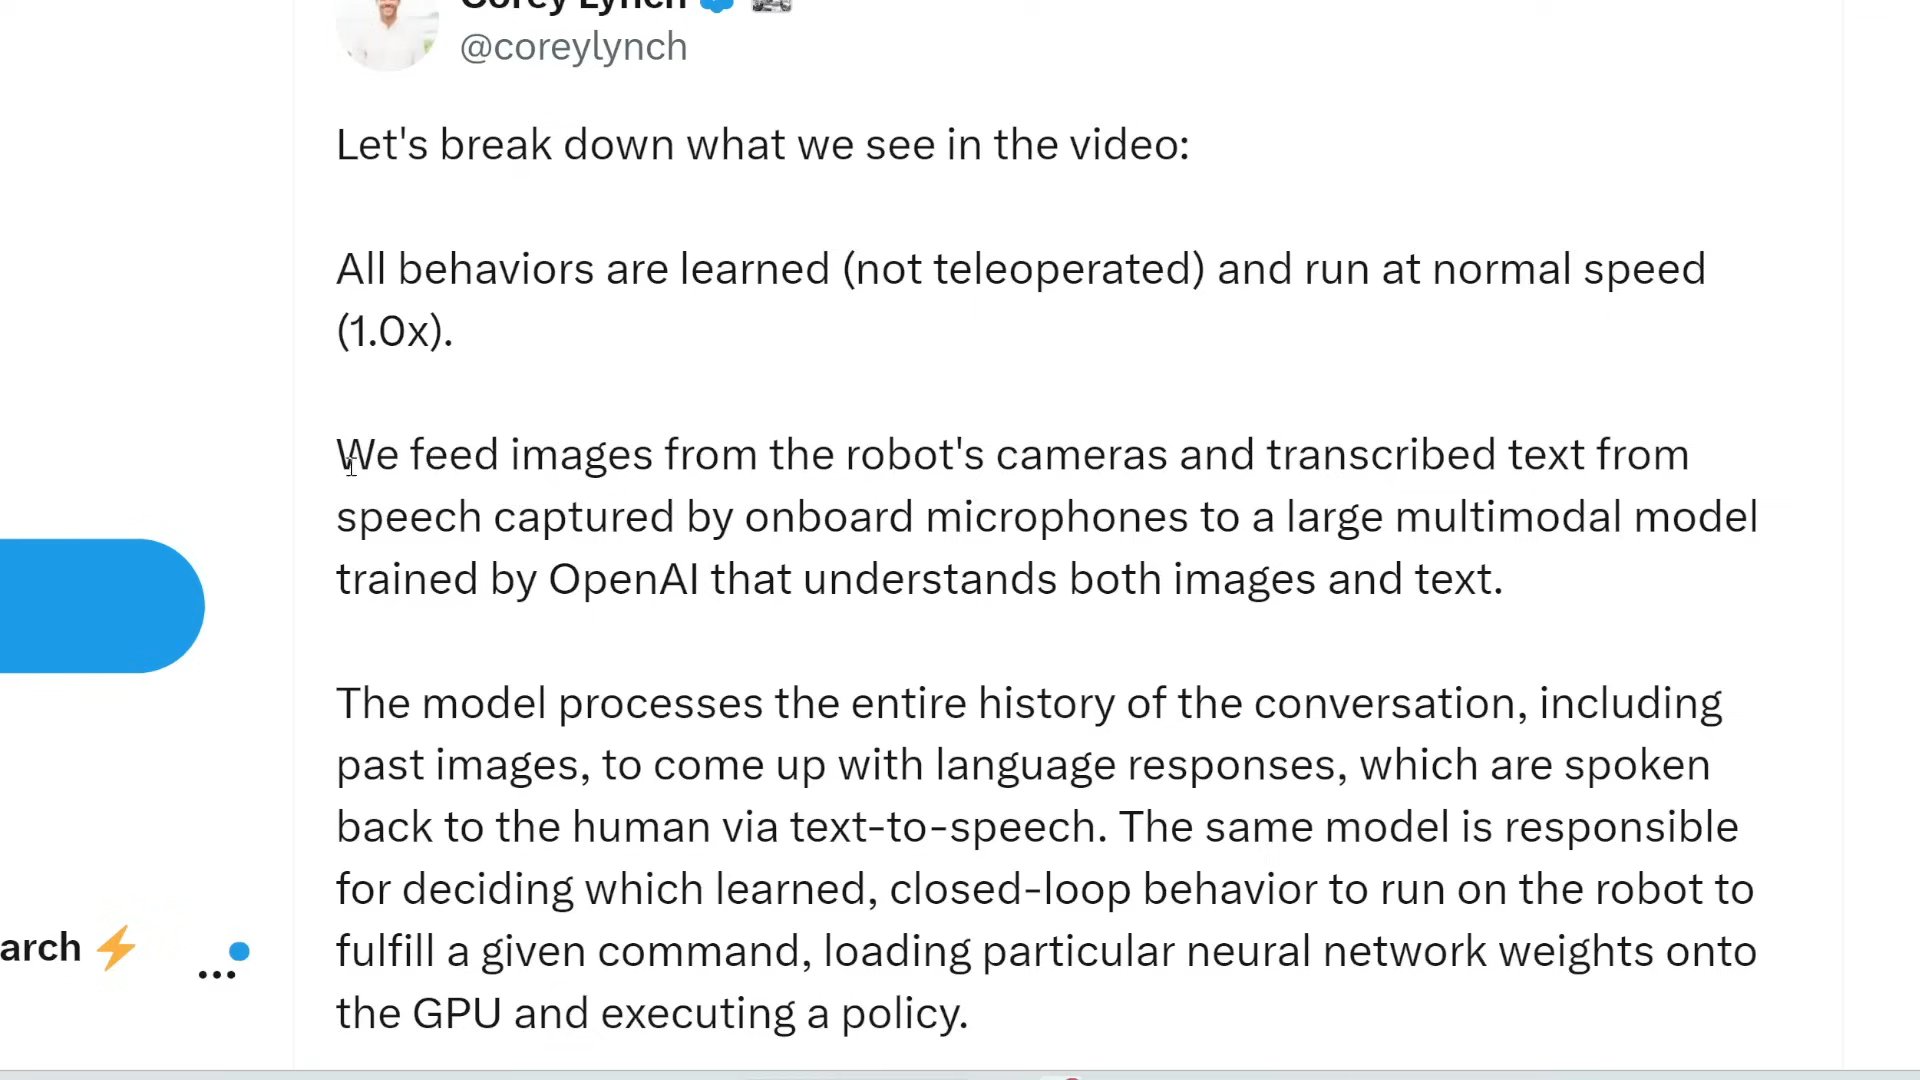 Corey Lynch
@coreylynch
Let's break down what we see in the video:
All behaviors are learned (not teleoperated) and run at normal speed
(1.0x).
We feed images from the robot's cameras and transcribed text from
speech captured by onboard microphones to a large multimodal model
trained by OpenAI that understands both images and text.
The model processes the entire history of the conversation, including
past images, to come up with language responses, which are spoken
back to the human via text-to-speech. The same model is responsible
for deciding which learned, closed-loop behavior to run on the robot to
fulfill a given command, loading particular neural network weights onto
the GPU and executing a policy.
arch ⚡
...